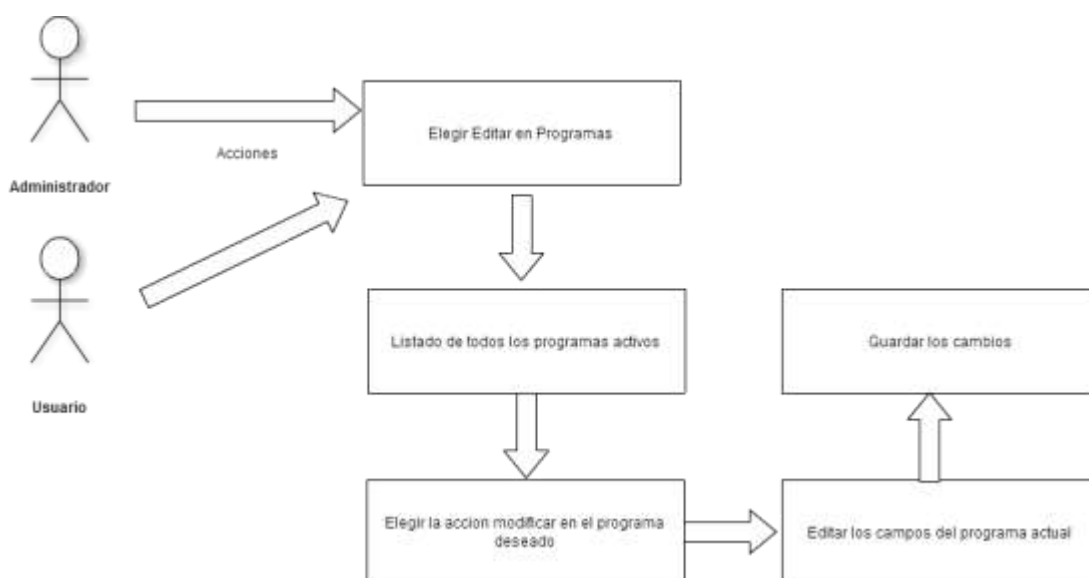 Administrador
Acciones
Usuario
Elegir Editar en Programas
Listado de todos los programas activos
Elegir la accion modificar en el programa
deseado
Editar los campos del programa actual
Guardar los cambios